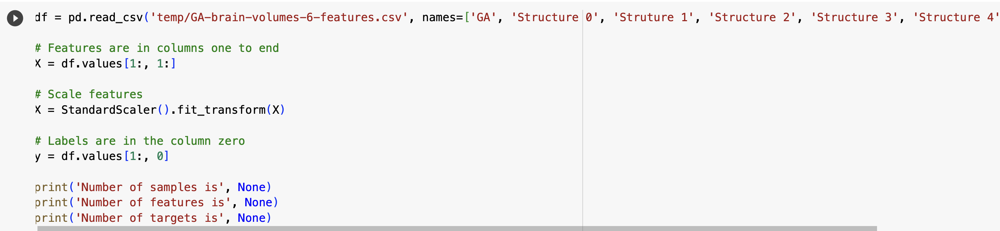 df = pd.read_csv('temp/GA-brain-volumes-6-features.csv', names=['GA', 'Structure 0', 'Struture 1', 'Structure 2', 'Structure 3', 'Structure 4'
# Features are in columns one to end
X = df.values[1:, 1:]
# Scale features
X = StandardScaler().fit_transform(X)
# Labels are in the column zero
y = df.values[1:, 0]
print('Number of samples is', None)
print('Number of features is', None)
print('Number of targets is', None)